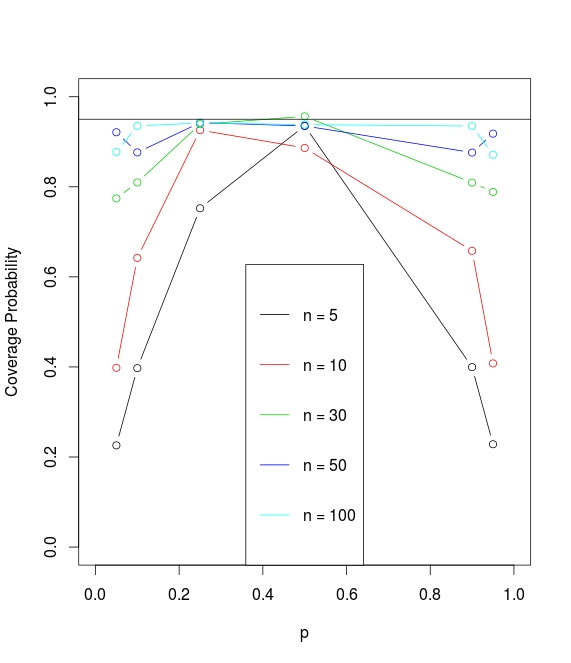 Coverage Probability
1.0
0.8
0.6
0.4
0.2
0.0
n = 5
n = 10
n = 30
n = 50
n = 100
0.0 0.2 0.4 0.6 0.8 1.0
p